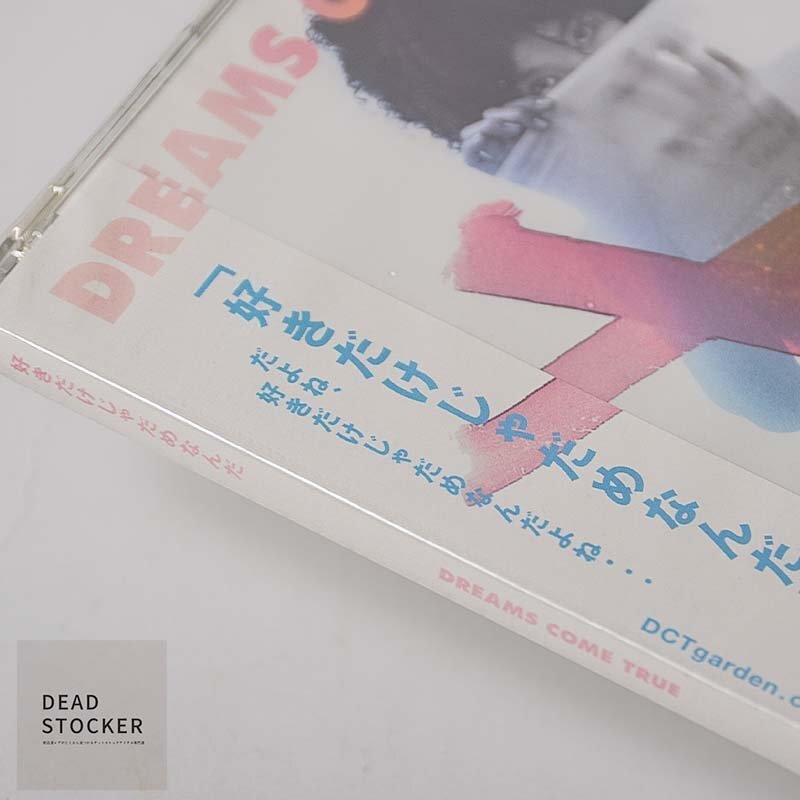 DREAMS
「好きだけじゃだめなんだ
だよね、
好きだけじゃだめなんだよね・・・
DCTgarden.c
好きだけじゃだめなんだ
DREAMS COME TRUE
DEAD
STOCKER